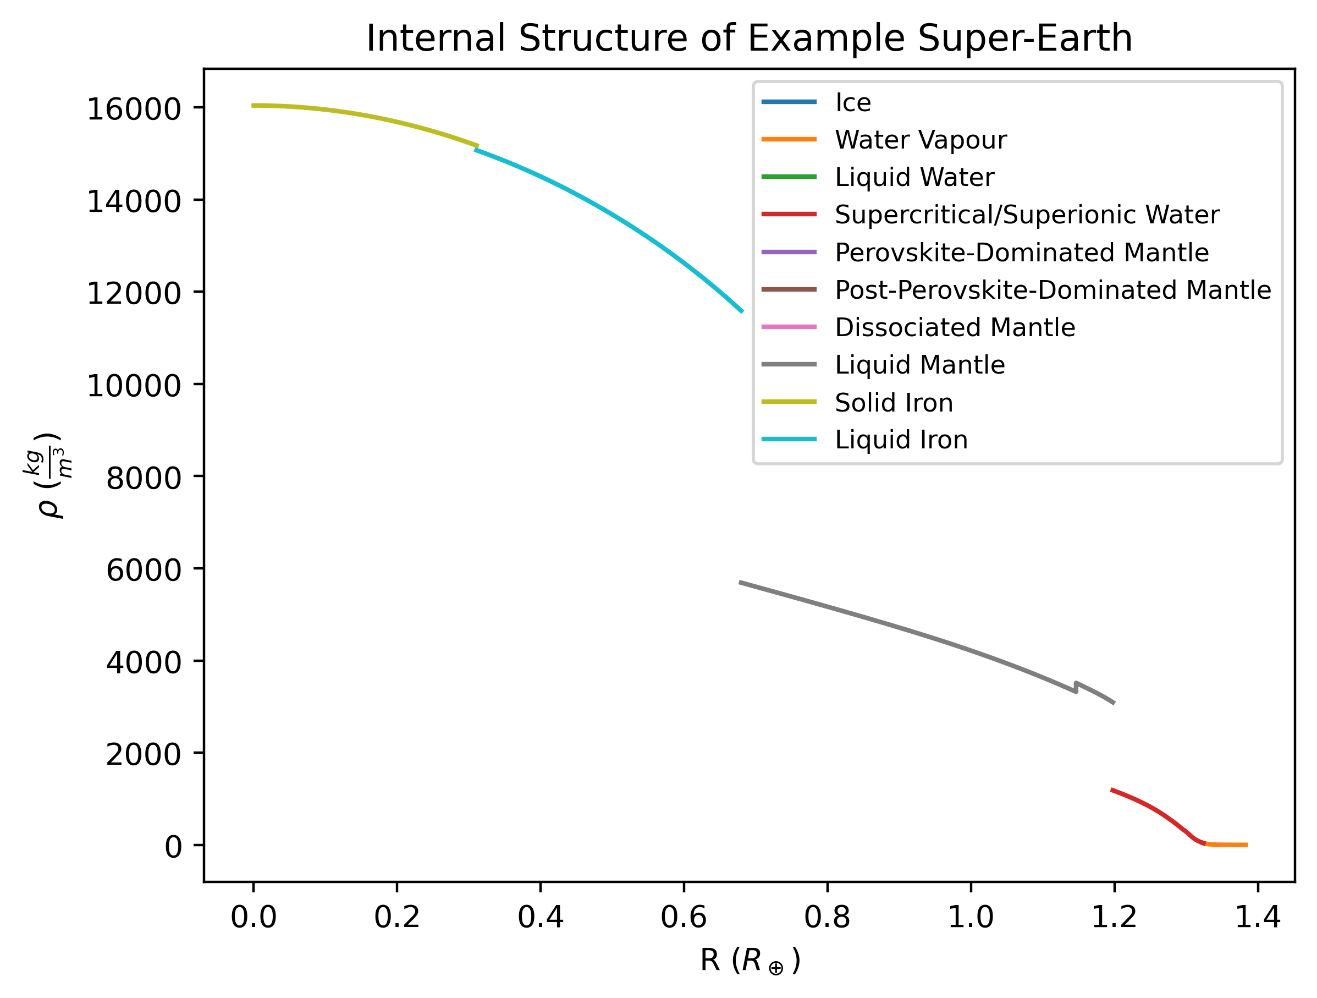 Internal Structure of Example Super-Earth
16000
14000
12000
10000
8000
6000
4000
2000
0
ρ (kg/m³)
Ice
Water Vapour
Liquid Water
Supercritical/Superionic Water
Perovskite-Dominated Mantle
Post-Perovskite-Dominated Mantle
Dissociated Mantle
Liquid Mantle
Solid Iron
Liquid Iron
0.0 0.2 0.4 0.6 0.8 1.0 1.2 1.4
R (R⊕)